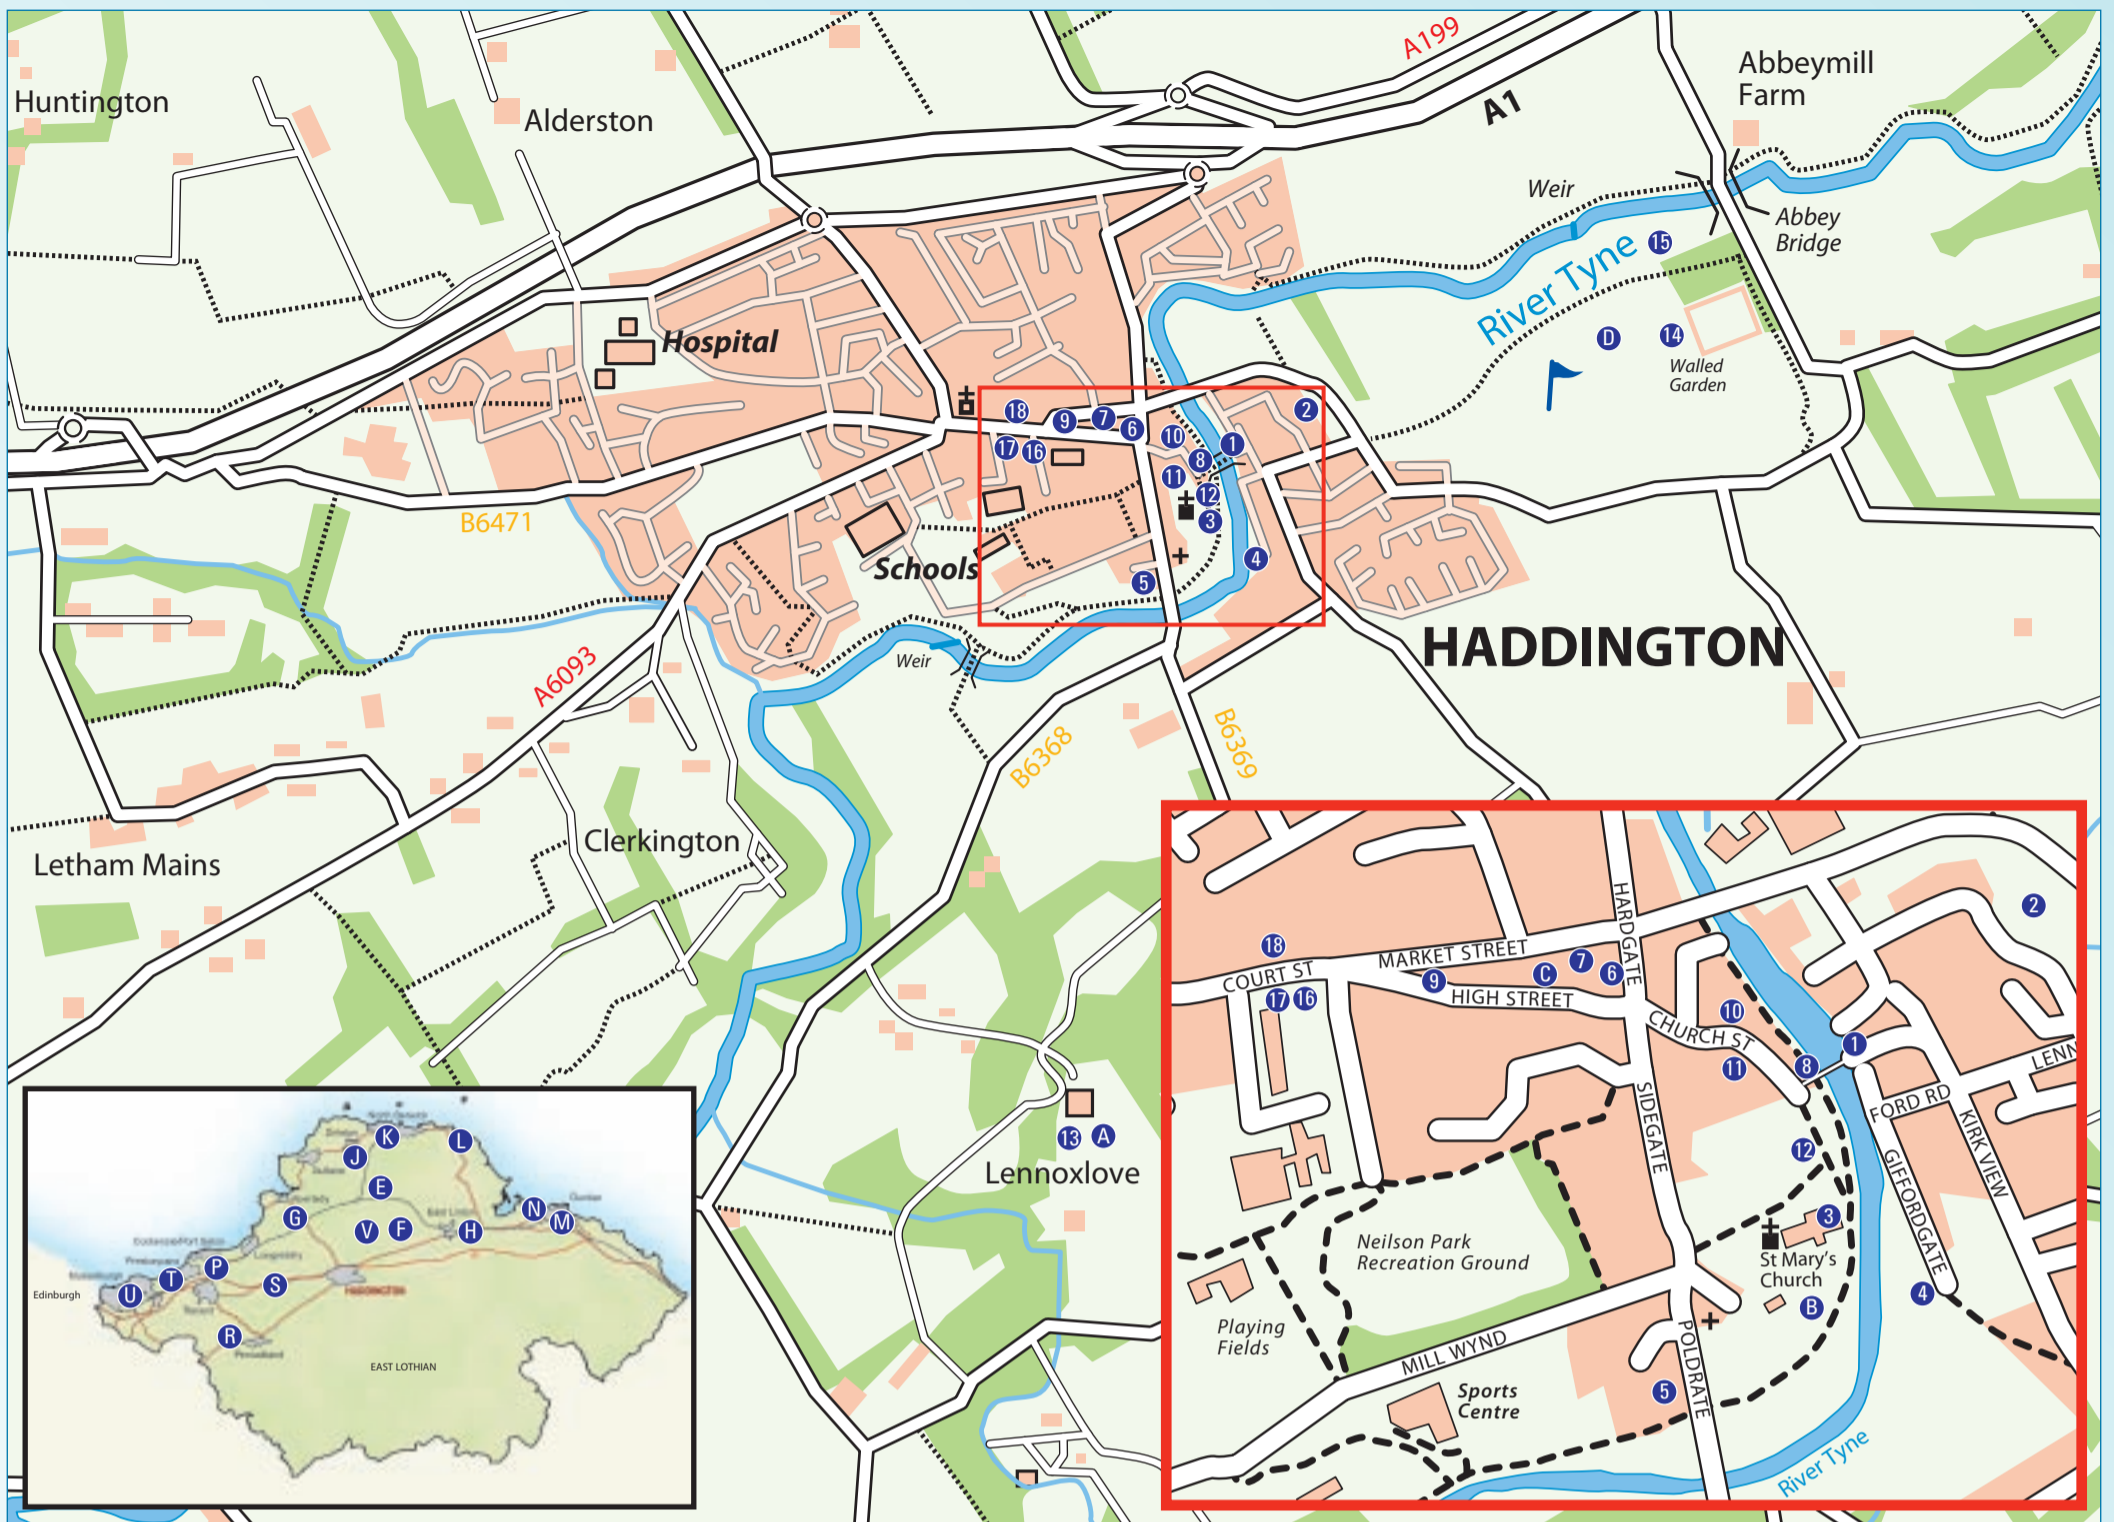 A199
A1
Abbeymill
Farm
Huntington
Alderston
Weir
Abbey
Bridge
River Tyne
15
Hospital
D
14
Walled
Garden
18
9
7
6
10
2
17
16
8
1
11
12
3
B6471
Schools
5
4
HADDINGTON
Weir
A6093
B6368
B6369
Clerkington
Letham Mains
13
A
Lennoxlove
K
L
J
E
G
V
F
H
N
M
P
T
S
U
R
Edinburgh
HADDINGTON
EAST LOTHIAN
HARDGATE
2
18
MARKET STREET
COURT ST
9
C
7
6
17
16
HIGH STREET
10
CHURCH ST
1
11
8
LENN
FORD RD
SIDEGATE
KIRK VIEW
12
GIFFORDGATE
3
Neilson Park
Recreation Ground
St Mary's
Church
B
4
Playing
Fields
MILL WYND
POLDRATE
Sports
Centre
5
River Tyne